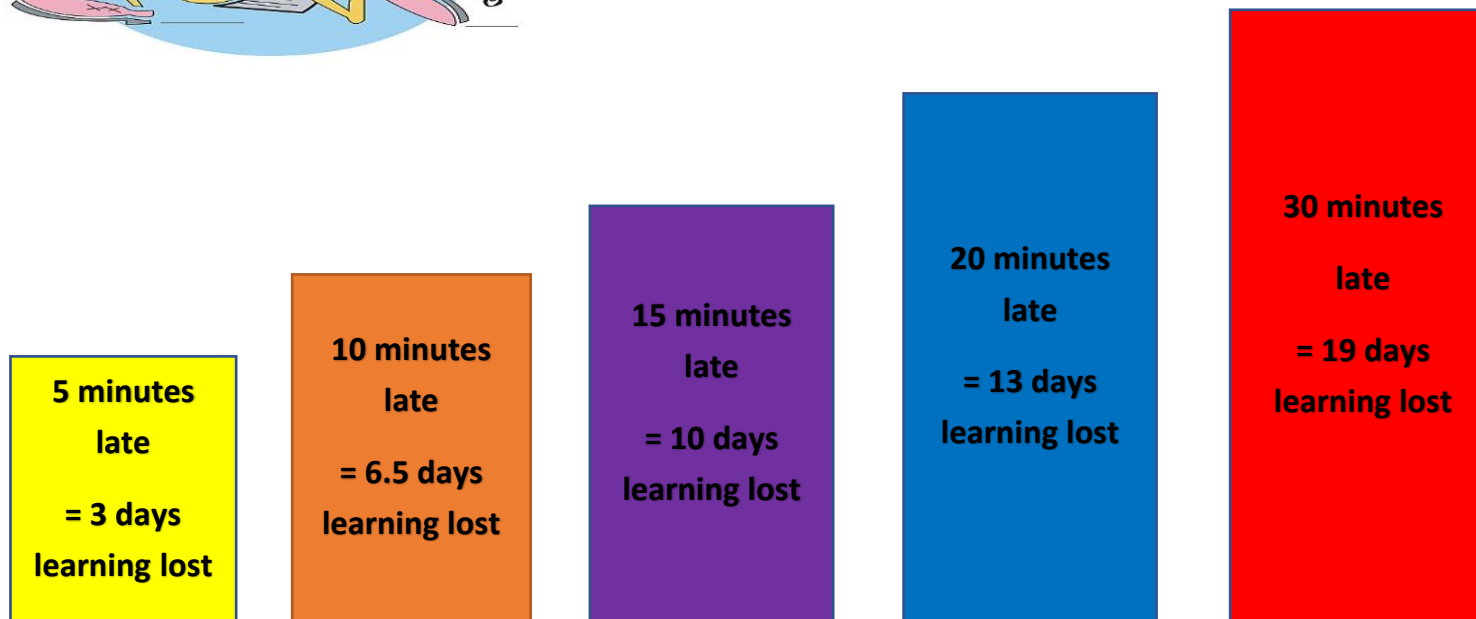 5 minutes
late
= 3 days
learning lost
10 minutes
late
= 6.5 days
learning lost
15 minutes
late
= 10 days
learning lost
20 minutes
late
= 13 days
learning lost
30 minutes
late
= 19 days
learning lost